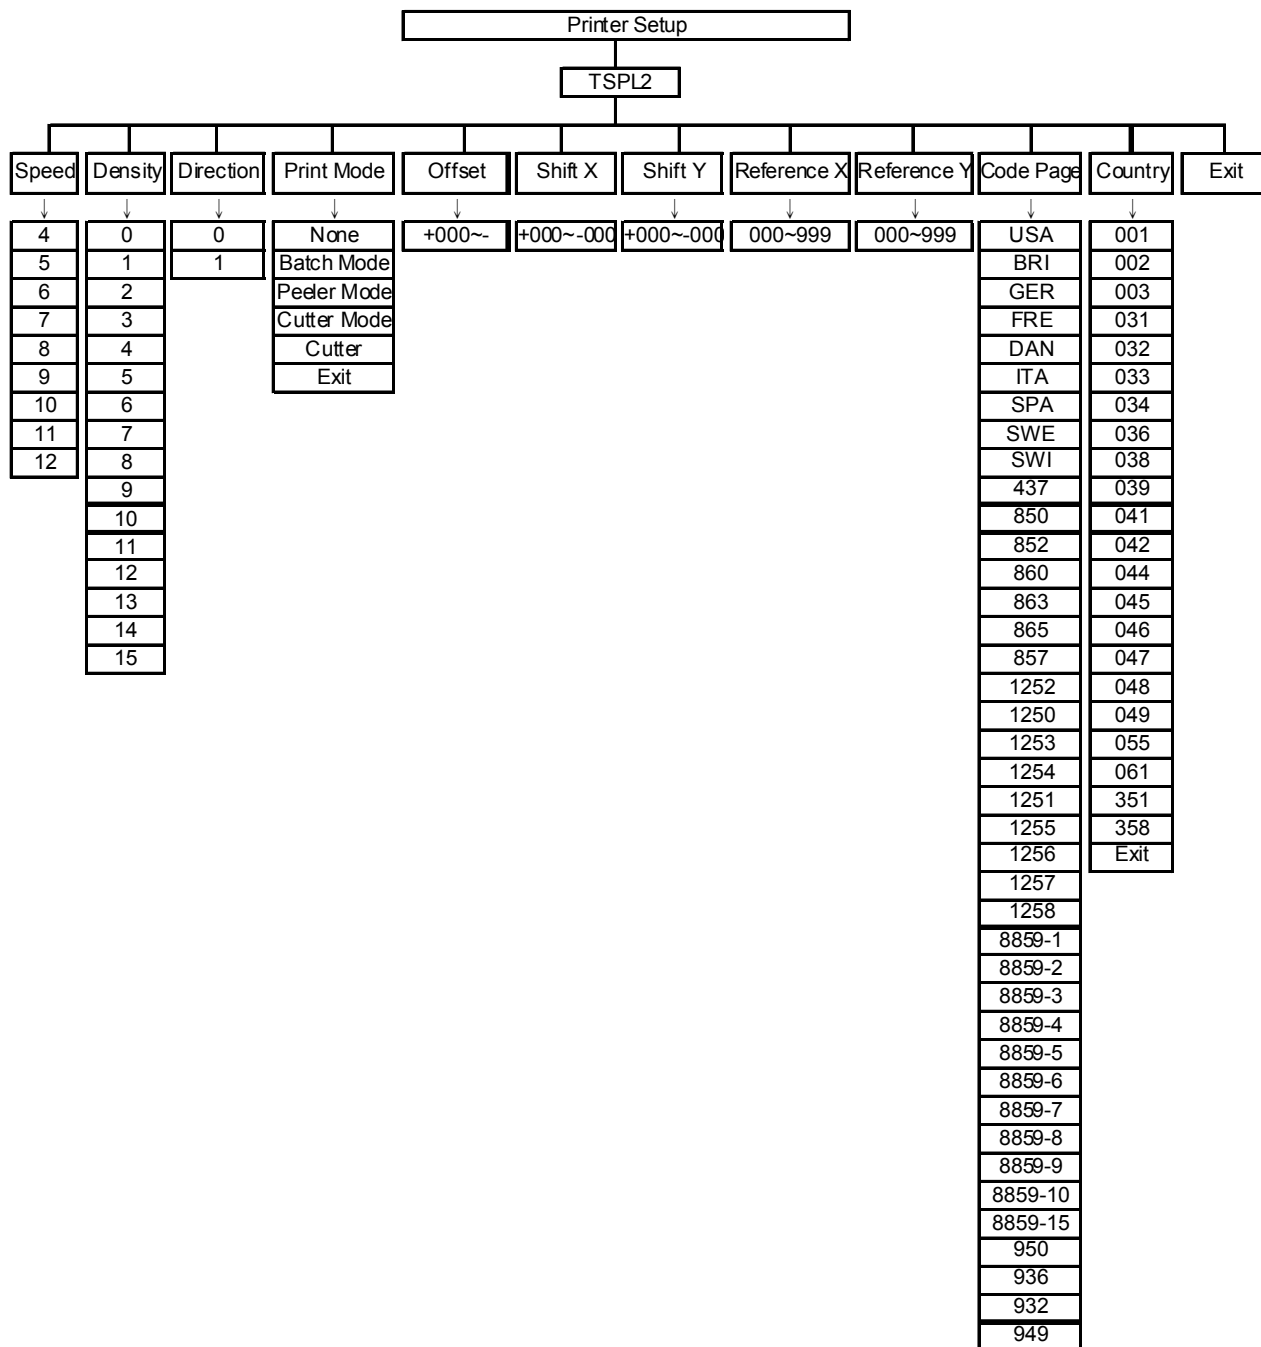 Printer Setup
TSPL2
Speed Density Direction Print Mode Offset Shift X Shift Y Reference X Reference Y Code Page Country Exit
4 0 0 None +000~- +000~-000 +000~-000 000~999 000~999 USA 001
5 1 1 Batch Mode BRI 002
6 2 Peeler Mode GER 003
7 3 Cutter Mode FRE 031
8 4 Cutter DAN 032
9 5 Exit ITA 033
10 6 SPA 034
11 7 SWE 036
12 8 SWI 038
9 437 039
10 850 041
11 852 042
12 860 044
13 863 045
14 865 046
15 857 047
1252 048
1250 049
1253 055
1254 061
1251 351
1255 358
1256 Exit
1257
1258
8859-1
8859-2
8859-3
8859-4
8859-5
8859-6
8859-7
8859-8
8859-9
8859-10
8859-15
950
936
932
949